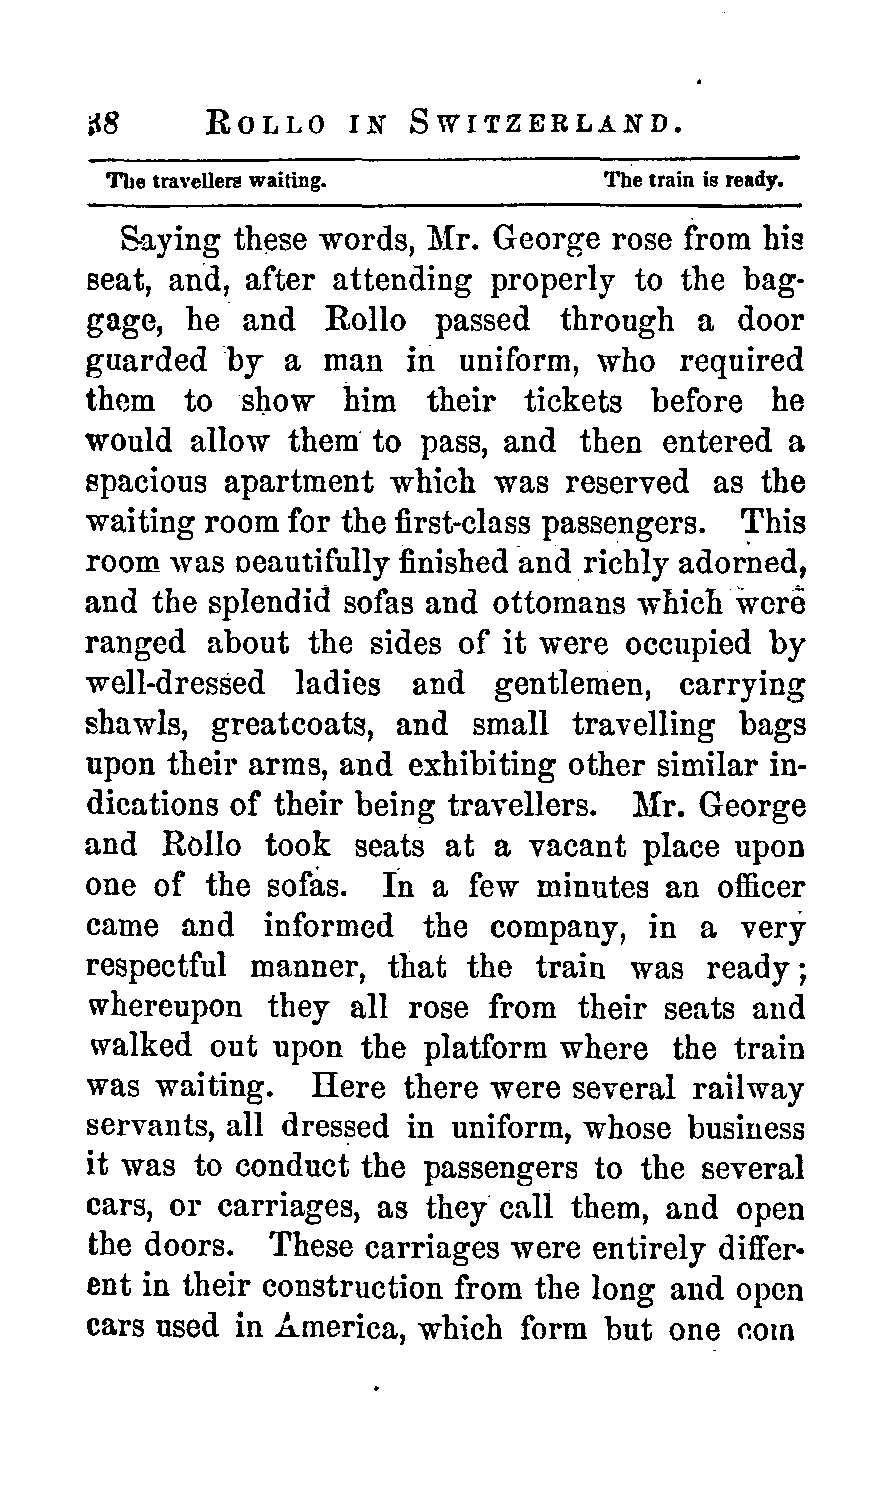 38 ROLLO IN SWITZERLAND.
The travellers waiting. The train is ready.
Saying these words, Mr. George rose from his
seat, and, after attending properly to the bag-
gage, he and Rollo passed through a door
guarded by a man in uniform, who required
them to show him their tickets before he
would allow them to pass, and then entered a
spacious apartment which was reserved as the
waiting room for the first-class passengers. This
room was beautifully finished and richly adorned,
and the splendid sofas and ottomans which were
ranged about the sides of it were occupied by
well-dressed ladies and gentlemen, carrying
shawls, greatcoats, and small travelling bags
upon their arms, and exhibiting other similar in-
dications of their being travellers. Mr. George
and Rollo took seats at a vacant place upon
one of the sofas. In a few minutes an officer
came and informed the company, in a very
respectful manner, that the train was ready;
whereupon they all rose from their seats and
walked out upon the platform where the train
was waiting. Here there were several railway
servants, all dressed in uniform, whose business
it was to conduct the passengers to the several
cars, or carriages, as they call them, and open
the doors. These carriages were entirely differ-
ent in their construction from the long and open
cars used in America, which form but one com